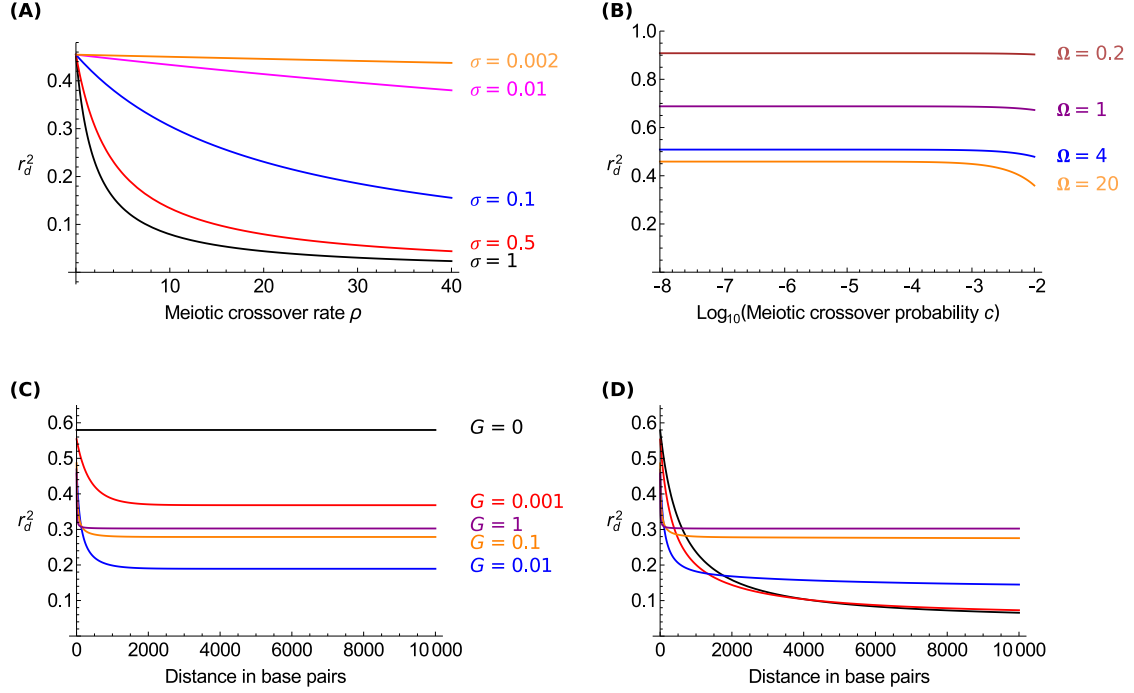 (A)
0.4
0.3
0.2
0.1
r_d^2
10
20
30
40
Meiotic crossover rate ρ
σ = 0.002
σ = 0.01
σ = 0.1
σ = 0.5
σ = 1
(B)
1.0
0.8
0.6
0.4
0.2
r_d^2
-8
-7
-6
-5
-4
-3
-2
Log₁₀(Meiotic crossover probability c)
Ω = 0.2
Ω = 1
Ω = 4
Ω = 20
(C)
0.6
0.5
0.4
0.3
0.2
0.1
r_d^2
0
2000
4000
6000
8000
10000
Distance in base pairs
G = 0
G = 0.001
G = 1
G = 0.1
G = 0.01
(D)
0.6
0.5
0.4
0.3
0.2
0.1
r_d^2
0
2000
4000
6000
8000
10000
Distance in base pairs